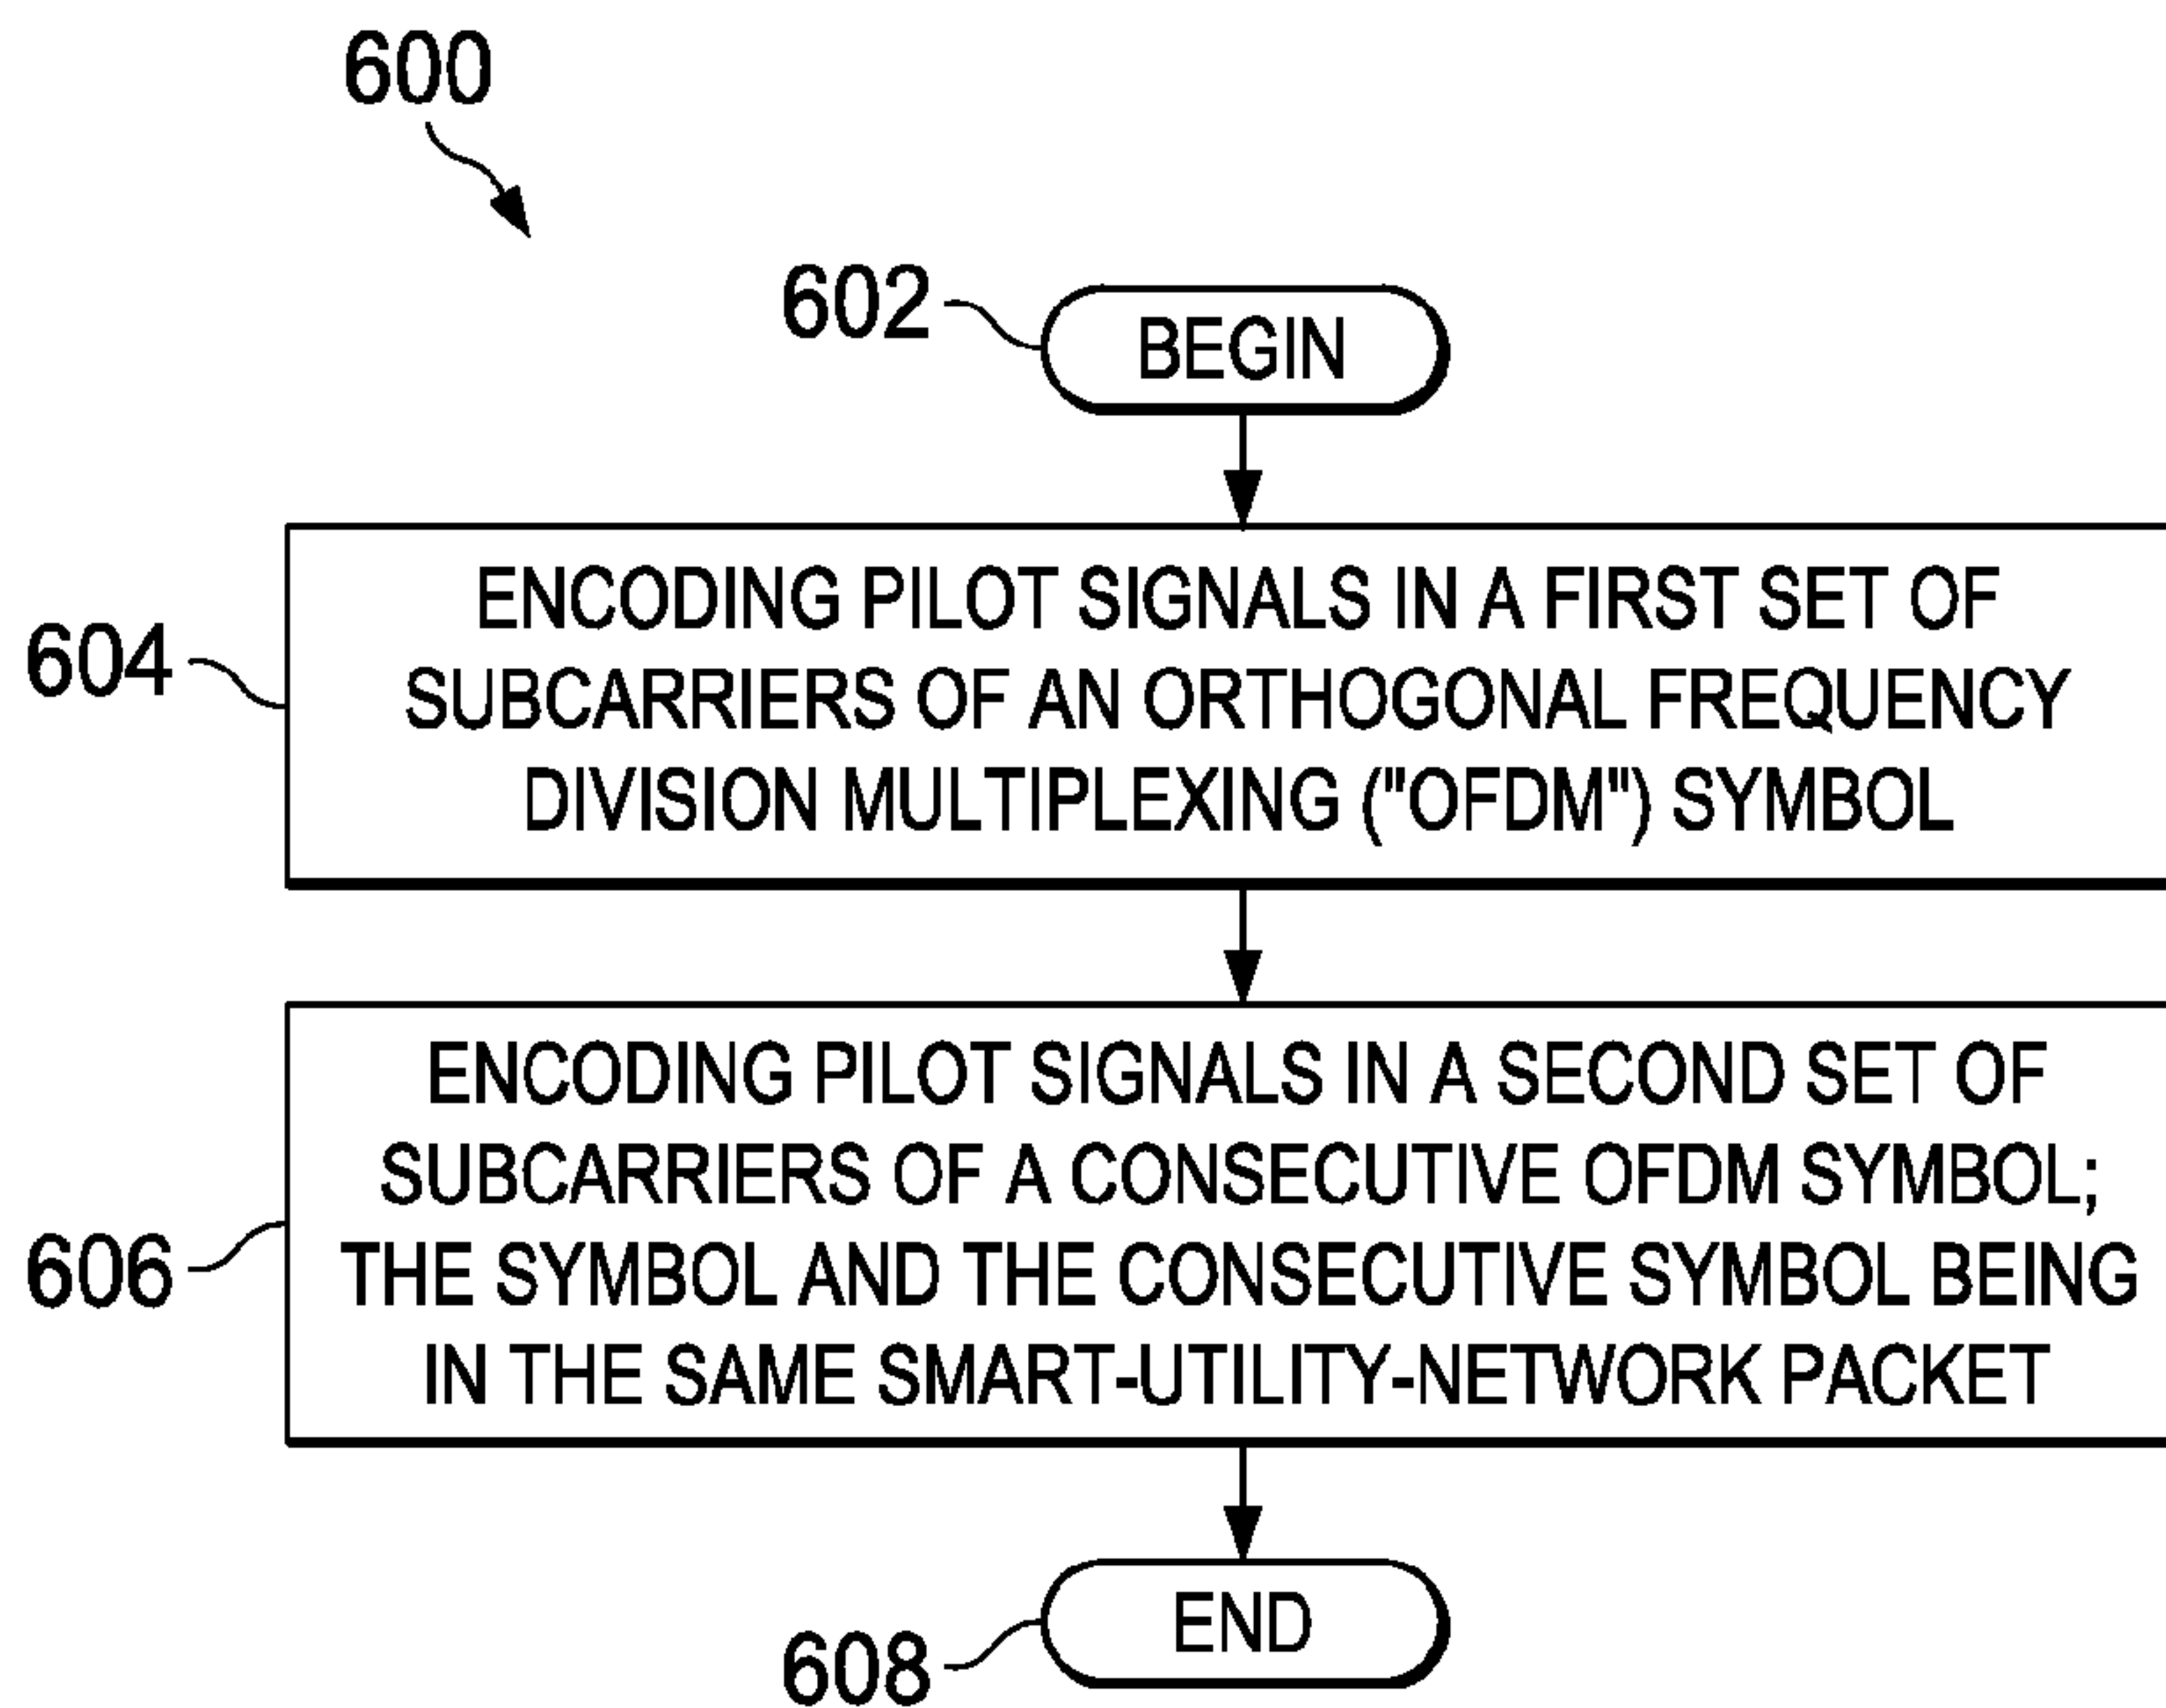 600
602
BEGIN
604
ENCODING PILOT SIGNALS IN A FIRST SET OF
SUBCARRIERS OF AN ORTHOGONAL FREQUENCY
DIVISION MULTIPLEXING ("OFDM") SYMBOL
606
ENCODING PILOT SIGNALS IN A SECOND SET OF
SUBCARRIERS OF A CONSECUTIVE OFDM SYMBOL;
THE SYMBOL AND THE CONSECUTIVE SYMBOL BEING
IN THE SAME SMART-UTILITY-NETWORK PACKET
608
END